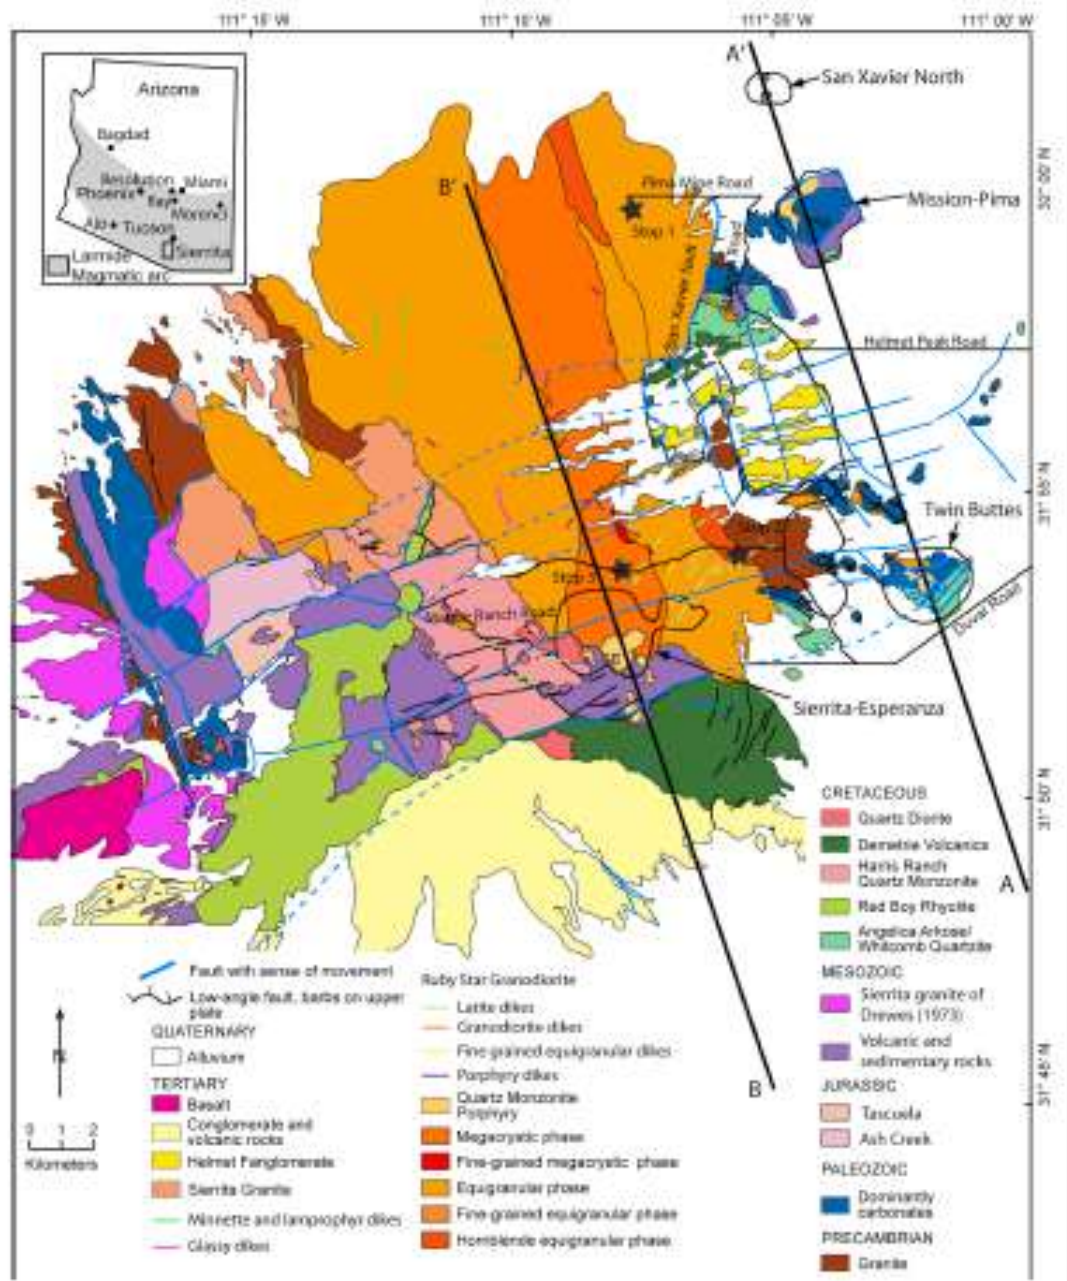 111° 15' W
111° 10' W
111° 05' W
111° 00' W
A'
San Xavier North
Arizona
Bagdad
Resolution
Miami
Phoenix
Ray
Morenci
Ajo
Tucson
Sierrita
Laramide
Magmatic arc
B'
Pima Mine Road
32° 00' N
Mission-Pima
Stop 1
San Xavier fault
Road
Helmet Peak Road
B
31° 55' N
Twin Buttes
Stop 3
Ranch Road
Duval Road
Sierrita-Esperanza
31° 50' N
A
B
31° 45' N
CRETACEOUS
Quartz Diorite
Demetrie Volcanics
Harris Ranch
Quartz Monzonite
Red Boy Rhyolite
Angelica Arkose/
Whitcomb Quartzite
MESOZOIC
Sierrita granite of
Drewes (1973)
Volcanic and
sedimentary rocks
JURASSIC
Tascuela
Ash Creek
PALEOZOIC
Dominantly
carbonates
PRECAMBRIAN
Granite
Fault with sense of movement
Low-angle fault, barbs on upper
plate
QUATERNARY
Alluvium
TERTIARY
Basalt
Conglomerate and
volcanic rocks
Helmet Fanglomerate
Sierrita Granite
Minnette and lamprophyr dikes
Glassy dikes
Ruby Star Granodiorite
Latite dikes
Granodiorite dikes
Fine grained equigranular dikes
Porphyry dikes
Quartz Monzonite
Porphyry
Megacrystic phase
Fine-grained megacrystic phase
Equigranular phase
Fine-grained equigranular phase
Hornblende equigranular phase
N
0 1 2
Kilometers